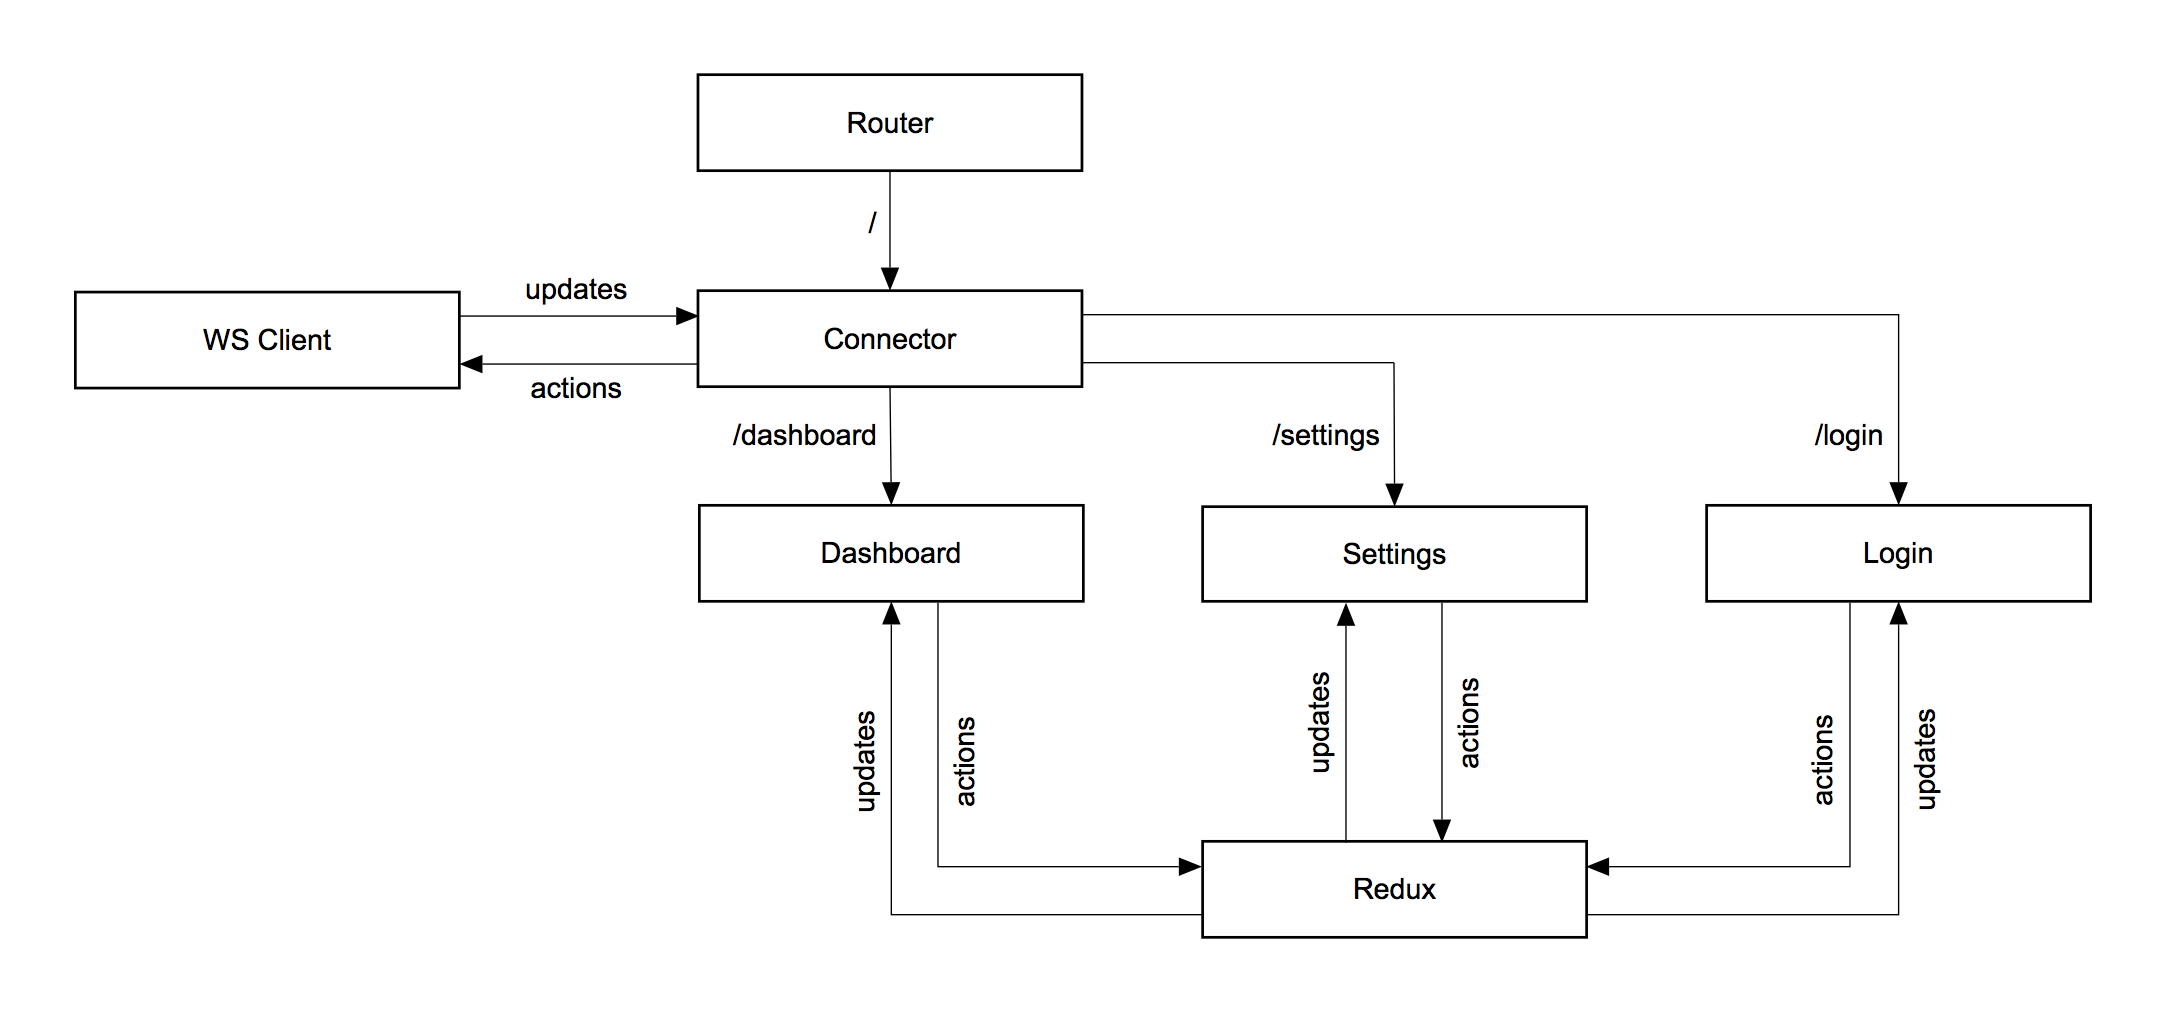 Router
/
updates
WS Client
Connector
actions
/dashboard
/settings
/login
Dashboard
Settings
Login
updates
actions
updates
actions
actions
updates
Redux